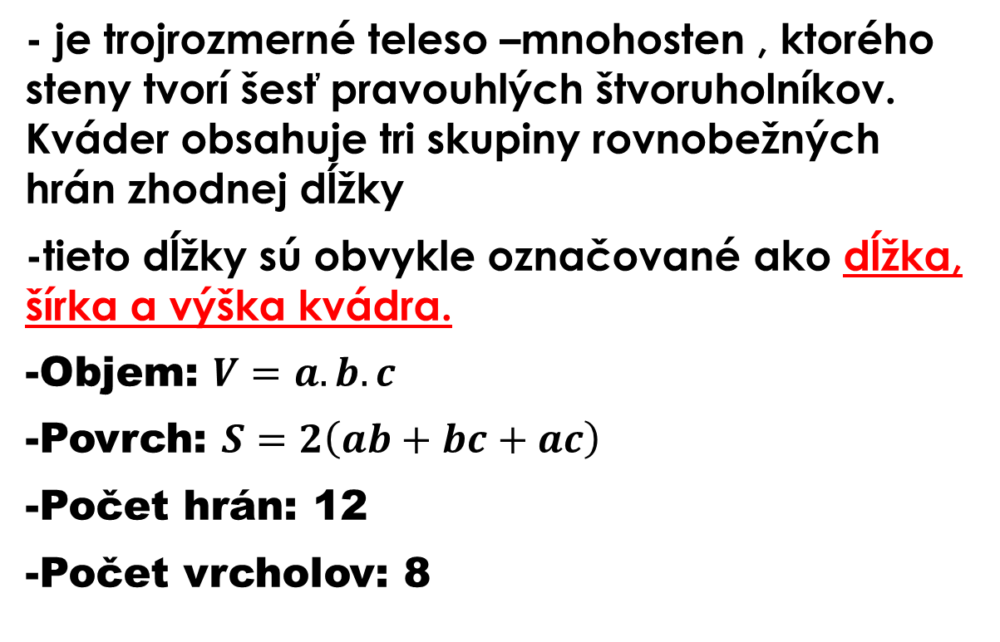 - je trojrozmerné teleso –mnohosten , ktorého
steny tvorí šesť pravouhlých štvoruholníkov.
Kváder obsahuje tri skupiny rovnobežných
hrán zhodnej dĺžky
-tieto dĺžky sú obvykle označované ako dĺžka,
šírka a výška kvádra.
-Objem: V = a.b.c
-Povrch: S = 2(ab + bc + ac)
-Počet hrán: 12
-Počet vrcholov: 8